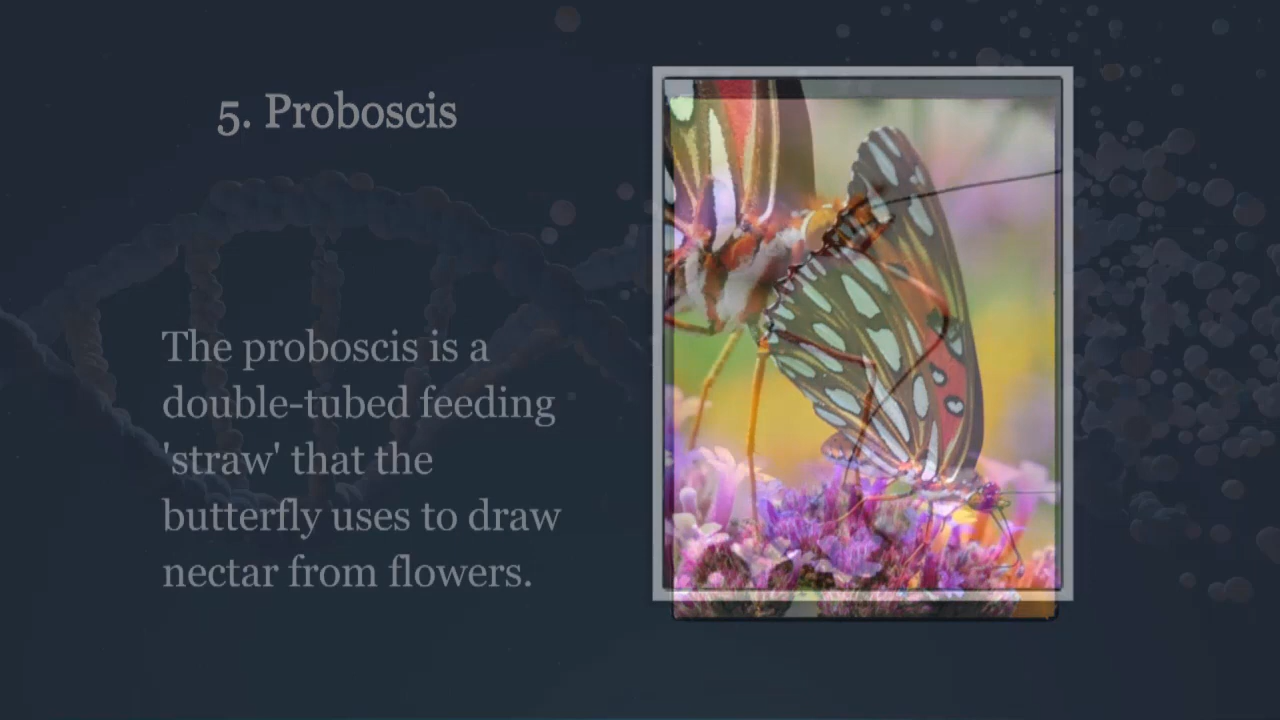 5. Proboscis
The proboscis is a
double-tubed feeding
'straw' that the
butterfly uses to draw
nectar from flowers.